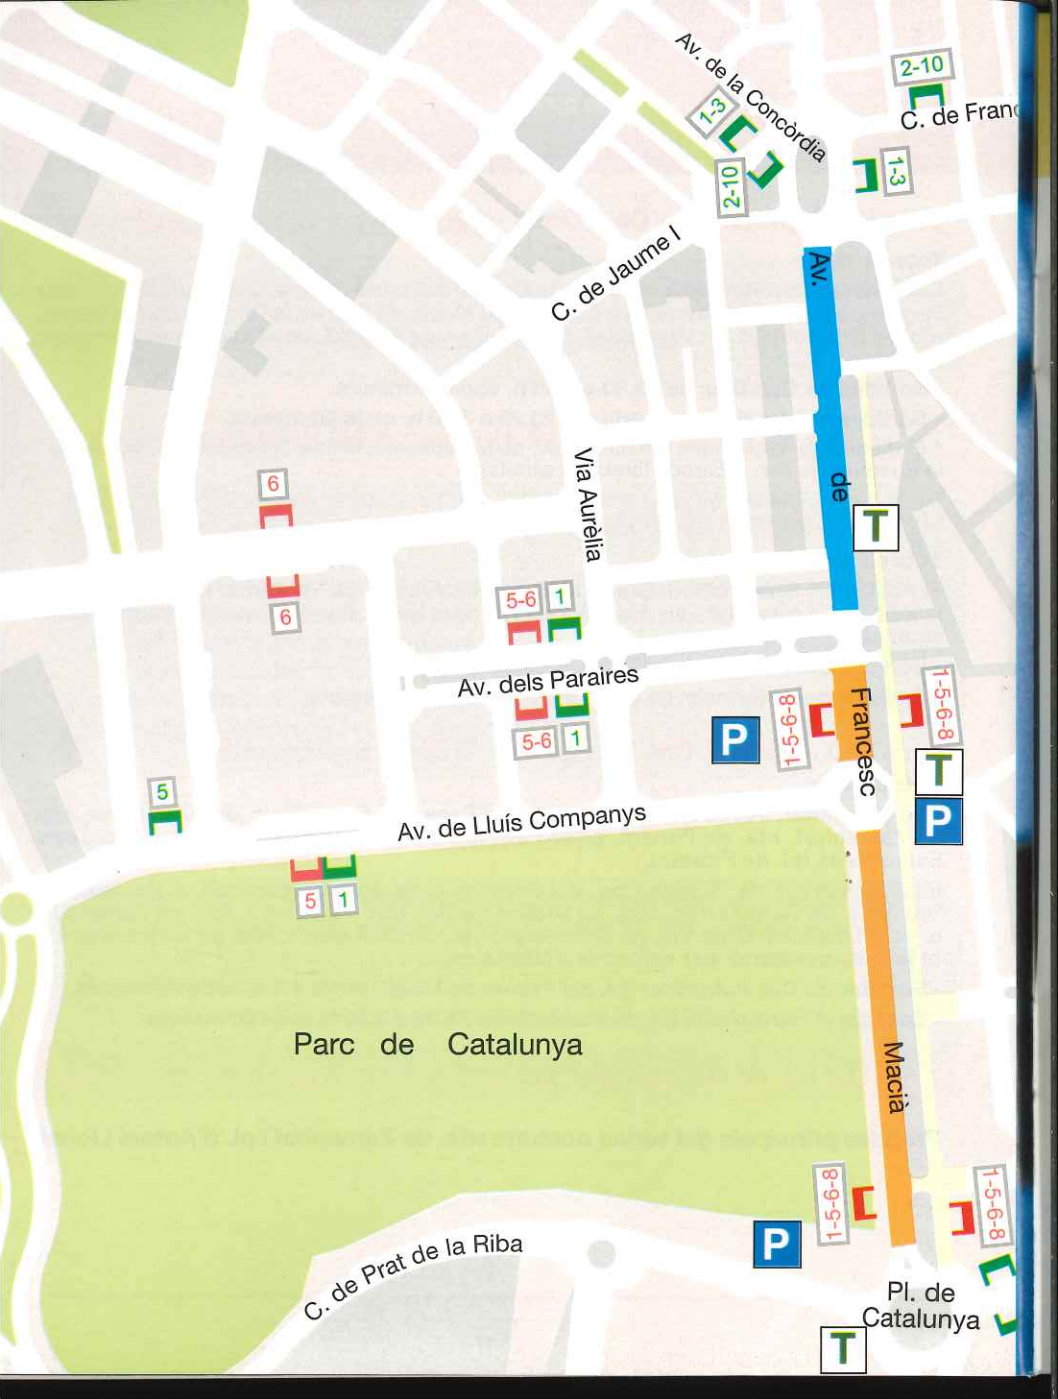 Av. de la Concòrdia
2-10
C. de Franc
1-3
1-3
2-10
C. de Jaume I
Av.
de
Francesc
Macià
Via Aurèlia
T
6
6
5-6 1
Av. dels Paraires
5-6 1
P
1-5-6-8
1-5-6-8
T
P
5
Av. de Lluís Companys
5 1
Parc de Catalunya
1-5-6-8
1-5-6-8
P
C. de Prat de la Riba
Pl. de
Catalunya
T